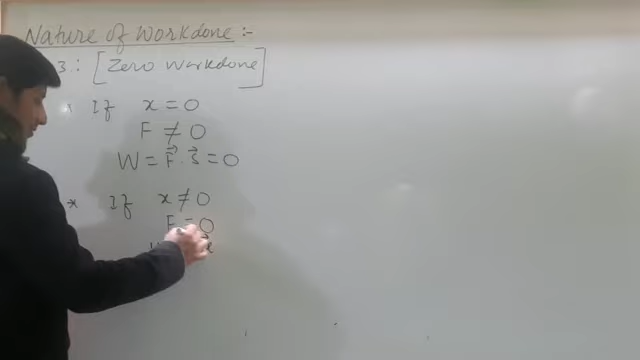 Nature of Workdone :-
3.: [Zero Workdone]
* If x = 0
F ≠ 0
W = F⃗ . S⃗ = 0
* If x ≠ 0
F = 0